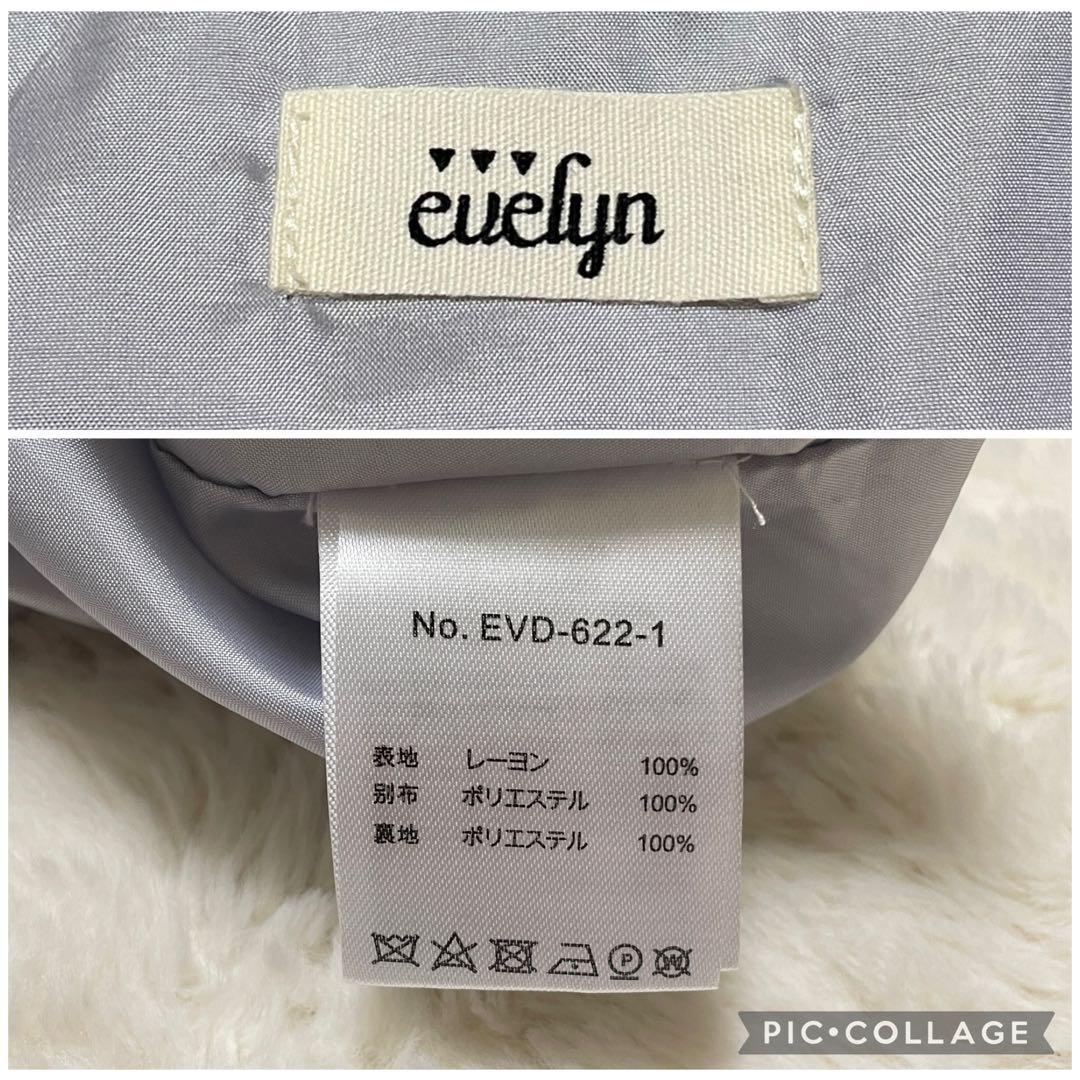 evelyn
No. EVD-622-1
表地 レーヨン 100%
別布 ポリエステル 100%
裏地 ポリエステル 100%
P W
PIC•COLLAGE